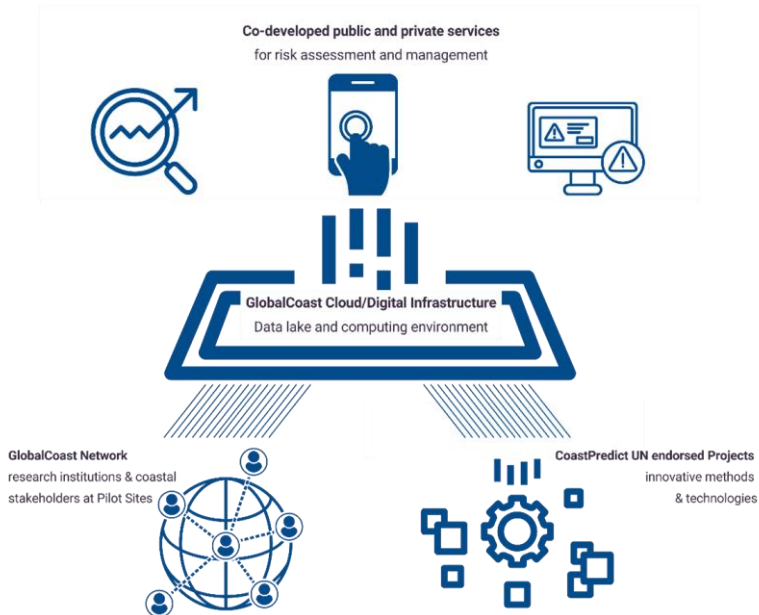 Co-developed public and private services
for risk assessment and management
GlobalCoast Cloud/Digital Infrastructure
Data lake and computing environment
GlobalCoast Network
research institutions & coastal
stakeholders at Pilot Sites
CoastPredict UN endorsed Projects
innovative methods
& technologies